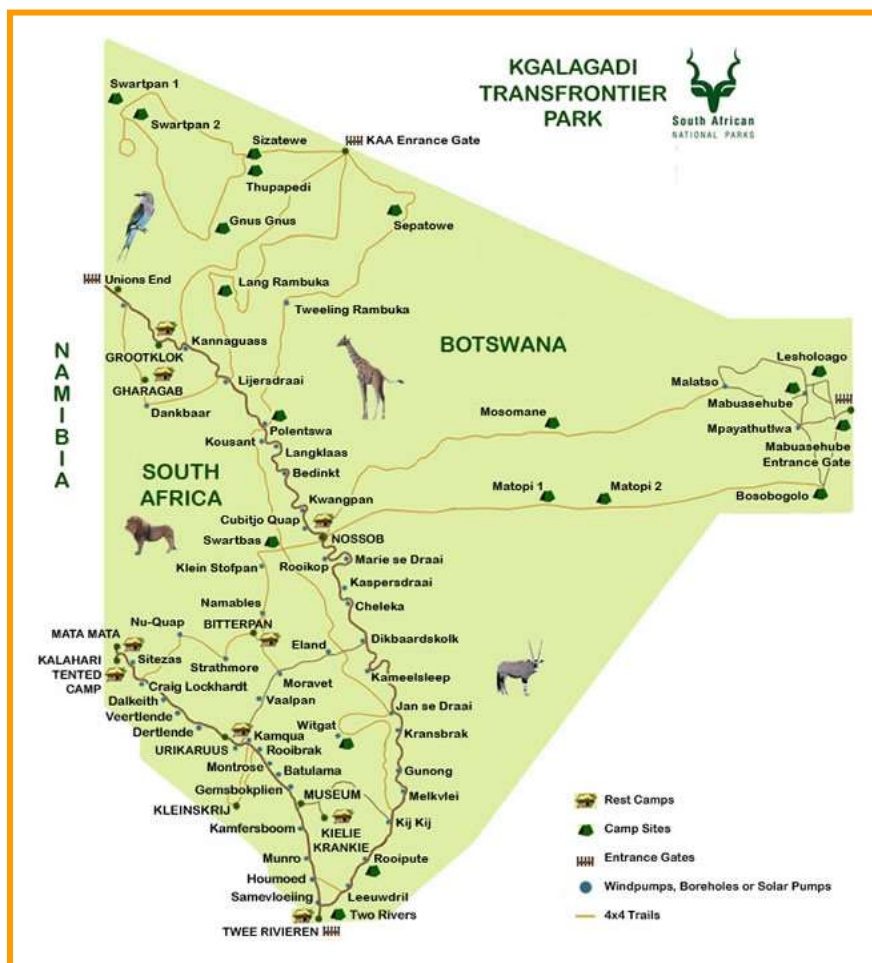 KGALAGADI
TRANSFRONTIER
PARK
South African
NATIONAL PARKS
Swartpan 1
Swartpan 2
Sizatewe
KAA Enrance Gate
Thupapedi
Gnus Gnus
Sepatowe
Unions End
Lang Rambuka
Tweeling Rambuka
NAMIBIA
BOTSWANA
GROOTKLOK
Kannaguass
GHARAGAB
Lijersdraai
Dankbaar
Lesholoago
Malatso
Mabuasehube
Mosomane
Mpayathutlwa
Mabuasehube
Entrance Gate
Polentswa
Kousant
Langklaas
SOUTH
AFRICA
Bedinkt
Matopi 1
Matopi 2
Bosobogolo
Kwangpan
Cubitjo Quap
NOSSOB
Swartbas
Marie se Draai
Klein Stofpan
Rooikop
Kaspersdraai
Namables
Cheleka
Nu-Quap
BITTERPAN
MATA MATA
Eland
Dikbaardskolk
KALAHARI
TENTED
CAMP
Sitezas
Strathmore
Moravet
Kameelsleep
Craig Lockhardt
Dalkeith
Vaalpan
Jan se Draai
Veertlende
Dertlende
Witgat
Kransbrak
Kamqua
URIKARUUS
Rooibrak
Montrose
Batulama
Gunong
Gemsbokplien
MUSEUM
Melkvlei
KLEINSKRIJ
Kamfersboom
KIELIE
KRANKIE
Kij Kij
Munro
Rooipute
Houmoed
Samevloeiing
Leeuwdril
Two Rivers
TWEE RIVIEREN
Rest Camps
Camp Sites
Entrance Gates
Windpumps, Boreholes or Solar Pumps
4x4 Trails